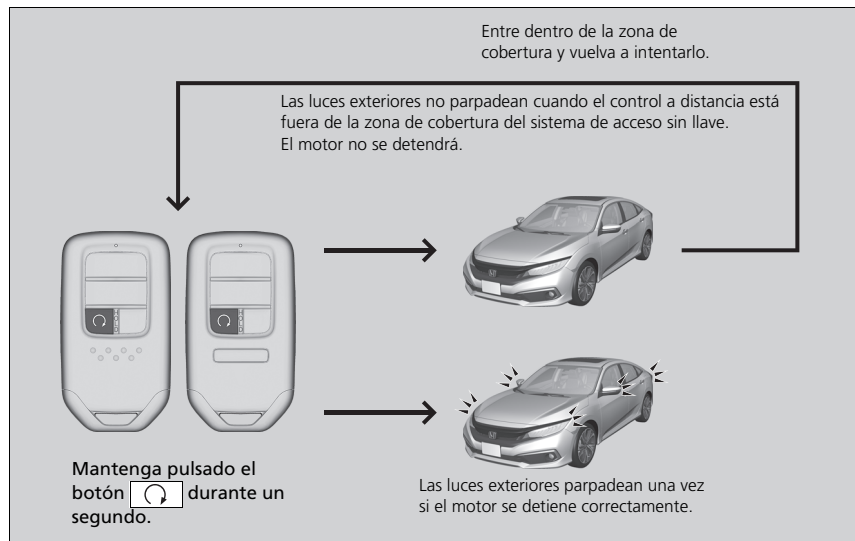 Entre dentro de la zona de
cobertura y vuelva a intentarlo.
Las luces exteriores no parpadean cuando el control a distancia está
fuera de la zona de cobertura del sistema de acceso sin llave.
El motor no se detendrá.
Mantenga pulsado el
botón durante un
segundo.
Las luces exteriores parpadean una vez
si el motor se detiene correctamente.